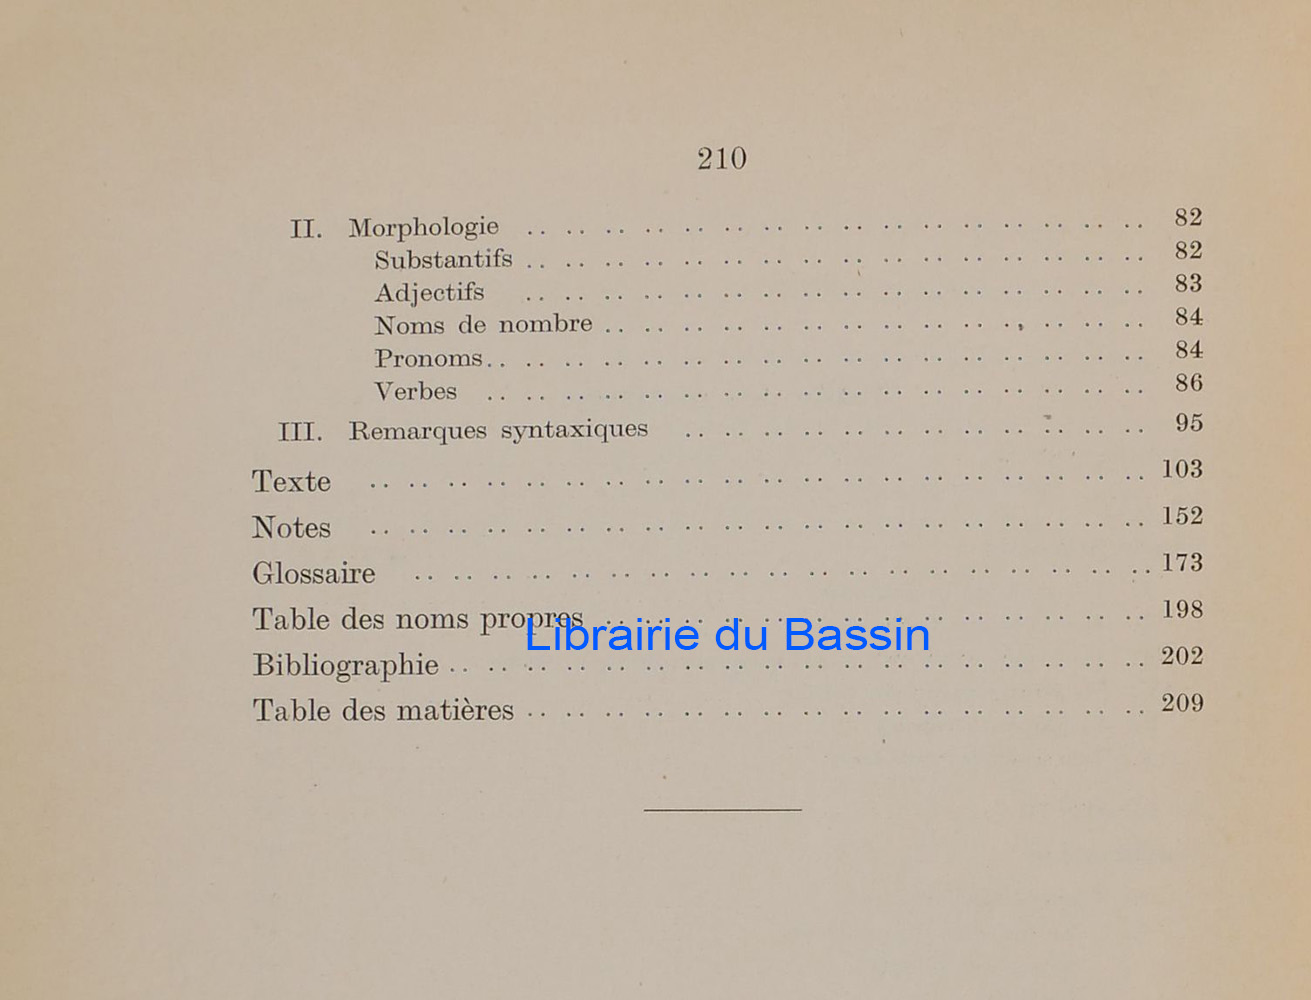 210
II. Morphologie .. .. .. .. .. .. .. .. .. .. .. .. .. .. .. .. 82
Substantifs .. .. .. .. .. .. .. .. .. .. .. .. .. .. .. .. 82
Adjectifs .. .. .. .. .. .. .. .. .. .. .. .. .. .. .. .. 83
Noms de nombre .. .. .. .. .. .. .. .. .. .. .. .. .. .. 84
Pronoms .. .. .. .. .. .. .. .. .. .. .. .. .. .. .. .. .. 84
Verbes .. .. .. .. .. .. .. .. .. .. .. .. .. .. .. .. .. 86
III. Remarques syntaxiques .. .. .. .. .. .. .. .. .. .. .. .. 95
Texte .. .. .. .. .. .. .. .. .. .. .. .. .. .. .. .. .. .. .. .. 103
Notes .. .. .. .. .. .. .. .. .. .. .. .. .. .. .. .. .. .. .. .. 152
Glossaire .. .. .. .. .. .. .. .. .. .. .. .. .. .. .. .. .. .. .. 173
Table des noms propres .. .. .. .. .. .. .. .. .. .. .. .. .. .. 198
Librairie du Bassin
Bibliographie .. .. .. .. .. .. .. .. .. .. .. .. .. .. .. .. .. .. 202
Table des matières .. .. .. .. .. .. .. .. .. .. .. .. .. .. .. .. 209